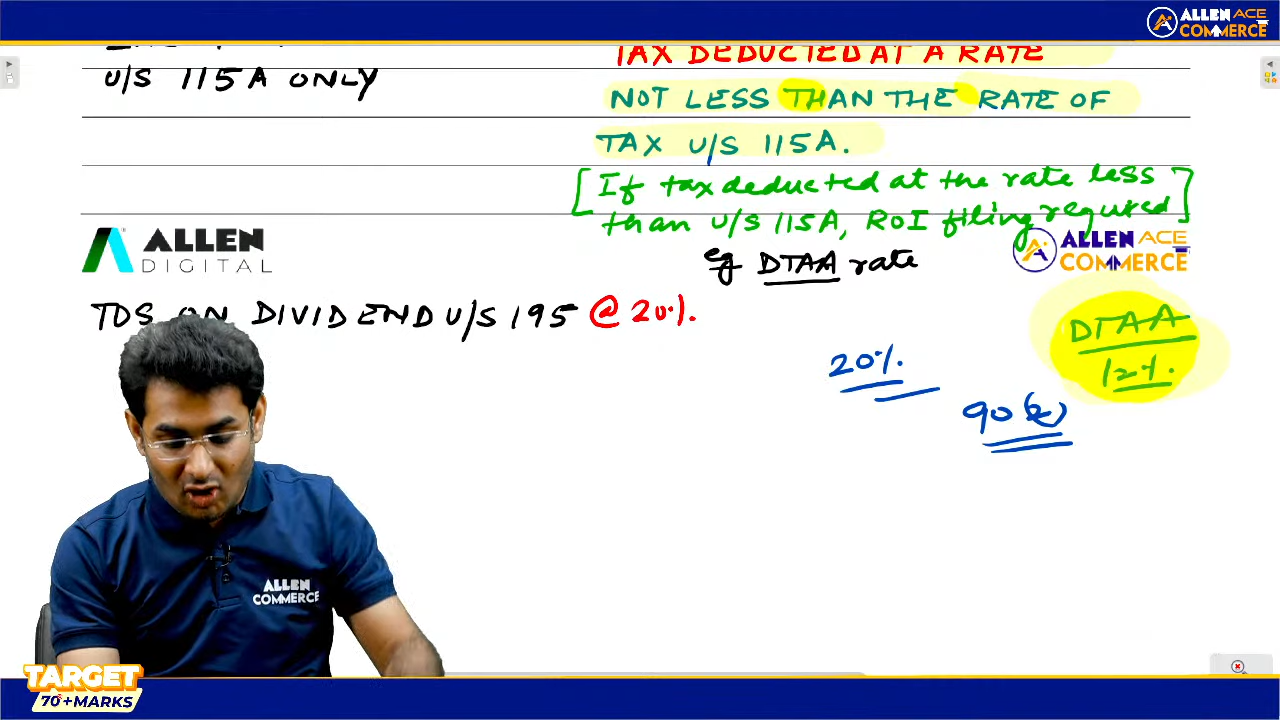 ALLEN ACE
COMMERCE
TAX DEDUCTED AT A RATE
U/S 115A ONLY
NOT LESS THAN THE RATE OF
TAX U/S 115A.
[If tax deducted at the rate less
than U/S 115A, ROI filing required]
ALLEN
DIGITAL
ALLEN ACE
COMMERCE
eg DTAA rate
TDS ON DIVIDEND U/S 195 @ 20%.
DTAA
12%.
20%.
90(2)
ALLEN
COMMERCE
TARGET
70+MARKS